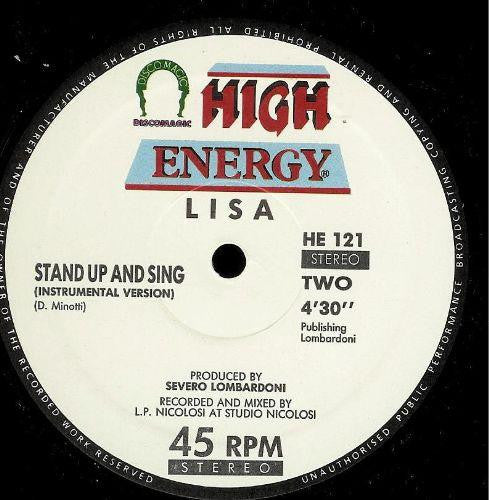 ALL RIGHTS OF THE MANUFACTURER AND OF THE OWNER OF THE RECORDED WORK RESERVED
UNAUTHORISED PUBLIC PERFORMANCE BROADCASTING COPYING AND RENTAL PROHIBITED
DISCOMAGIC
DISCOMAGIC
HIGH
ENERGY®
LISA
HE 121
STEREO
STAND UP AND SING
(INSTRUMENTAL VERSION)
(D. Minotti)
TWO
4'30''
Publishing
Lombardoni
PRODUCED BY
SEVERO LOMBARDONI
RECORDED AND MIXED BY
L.P. NICOLOSI AT STUDIO NICOLOSI
45 RPM
STEREO